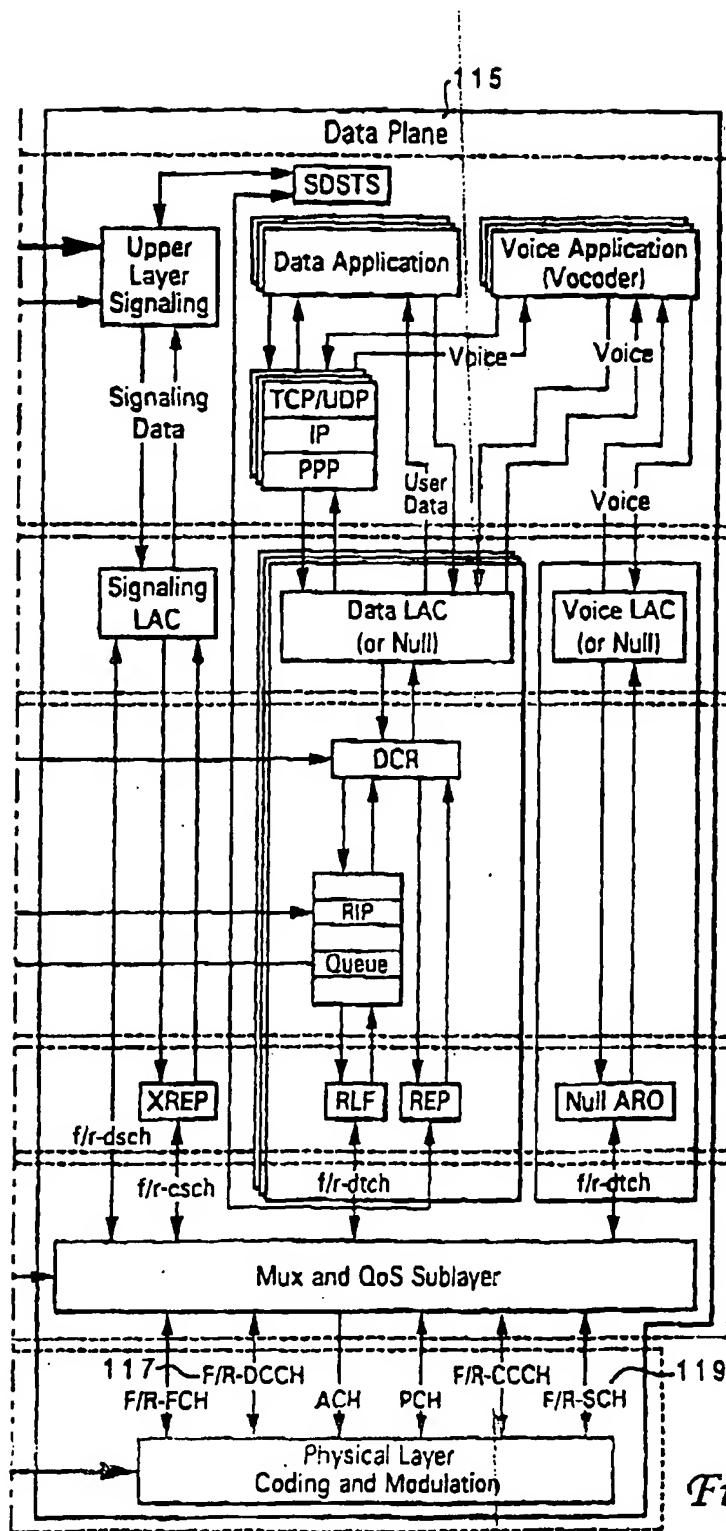 115
Data Plane
SDSTS
Upper
Layer
Signaling
Data Application
Voice Application
(Vocoder)
Voice
Voice
Signaling
Data
TCP/UDP
IP
PPP
User
Data
Voice
Signaling
LAC
Data LAC
(or Null)
Voice LAC
(or Null)
DCR
RIP
Queue
XREP
RLF
REP
Null ARO
f/r-dsch
f/r-csch
f/r-dtch
f/r-dtch
Mux and QoS Sublayer
117
F/R-DCCH
F/R-CCCH
119
F/R-FCH
ACH
PCH
F/R-SCH
Physical Layer
Coding and Modulation